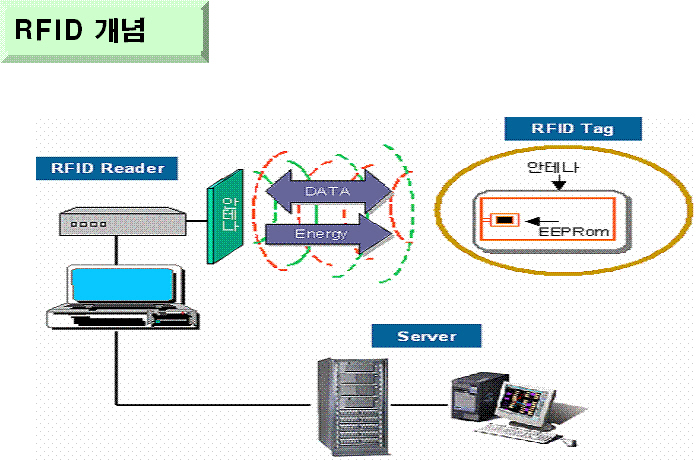 RFID 개념
RFID Tag
RFID Reader
안테나
안테나
DATA
Energy
EEPRom
Server